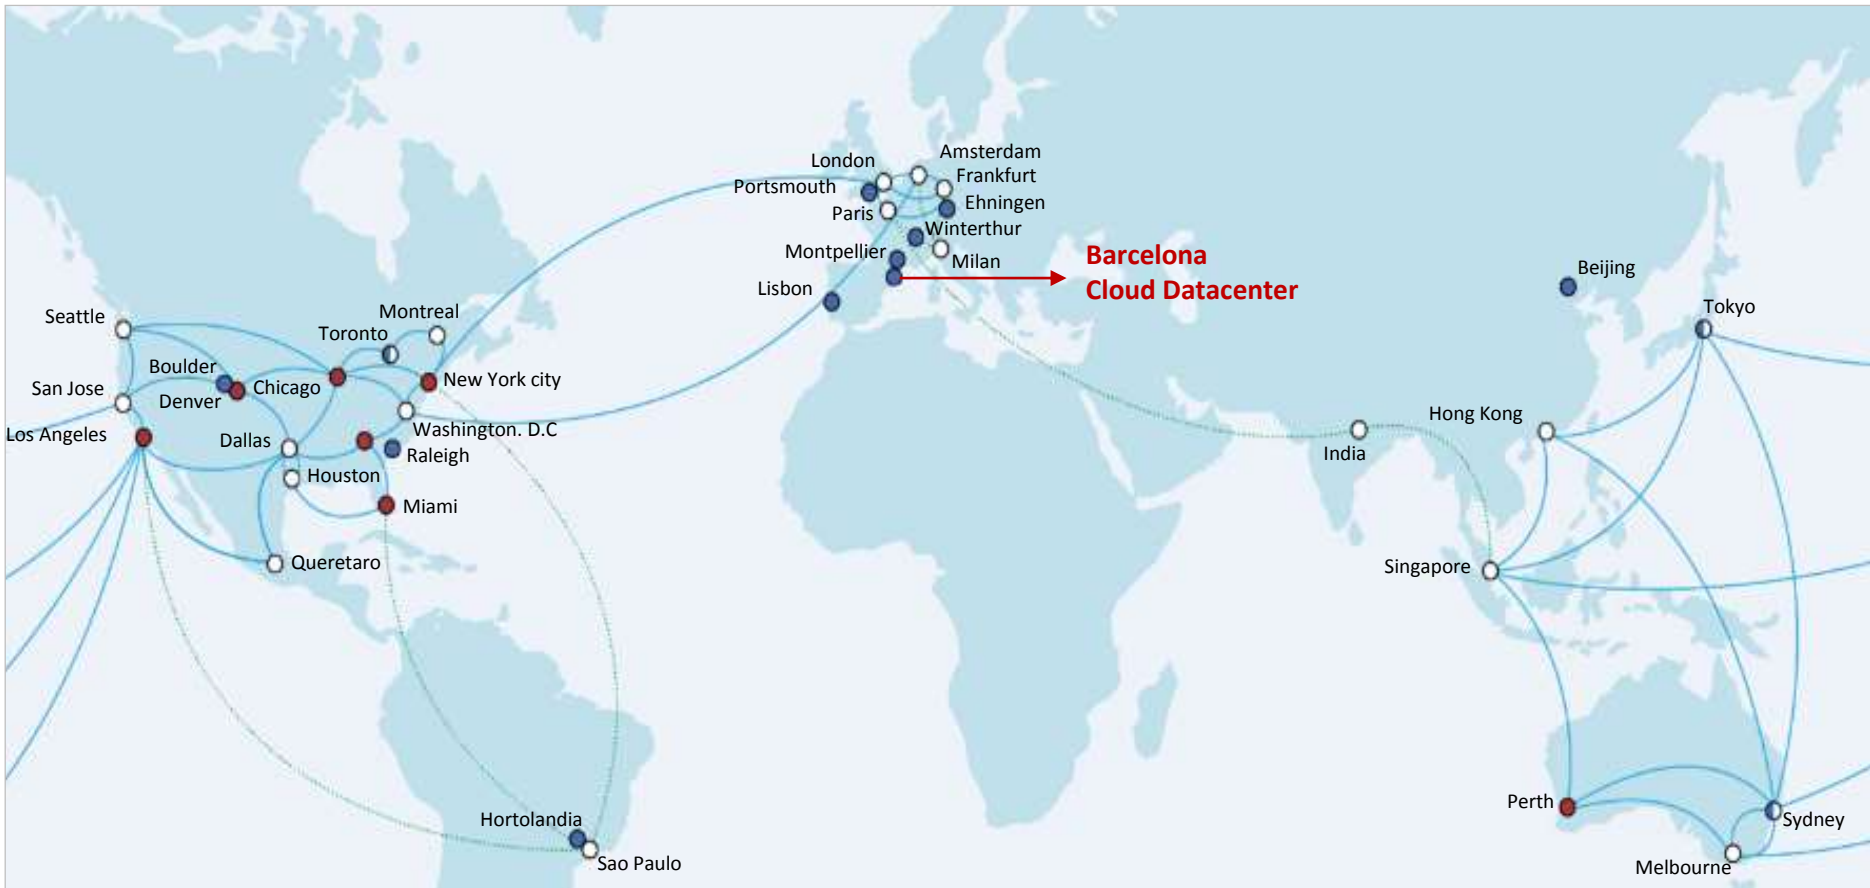 Amsterdam
London
Frankfurt
Portsmouth
Ehningen
Paris
Winterthur
Montpellier
Milan
Barcelona
Cloud Datacenter
Lisbon
Beijing
Tokyo
Seattle
Montreal
Toronto
Boulder
San Jose
Chicago
New York city
Denver
Los Angeles
Dallas
Washington. D.C
Raleigh
Houston
Miami
Queretaro
Hong Kong
India
Singapore
Perth
Sydney
Melbourne
Hortolandia
Sao Paulo